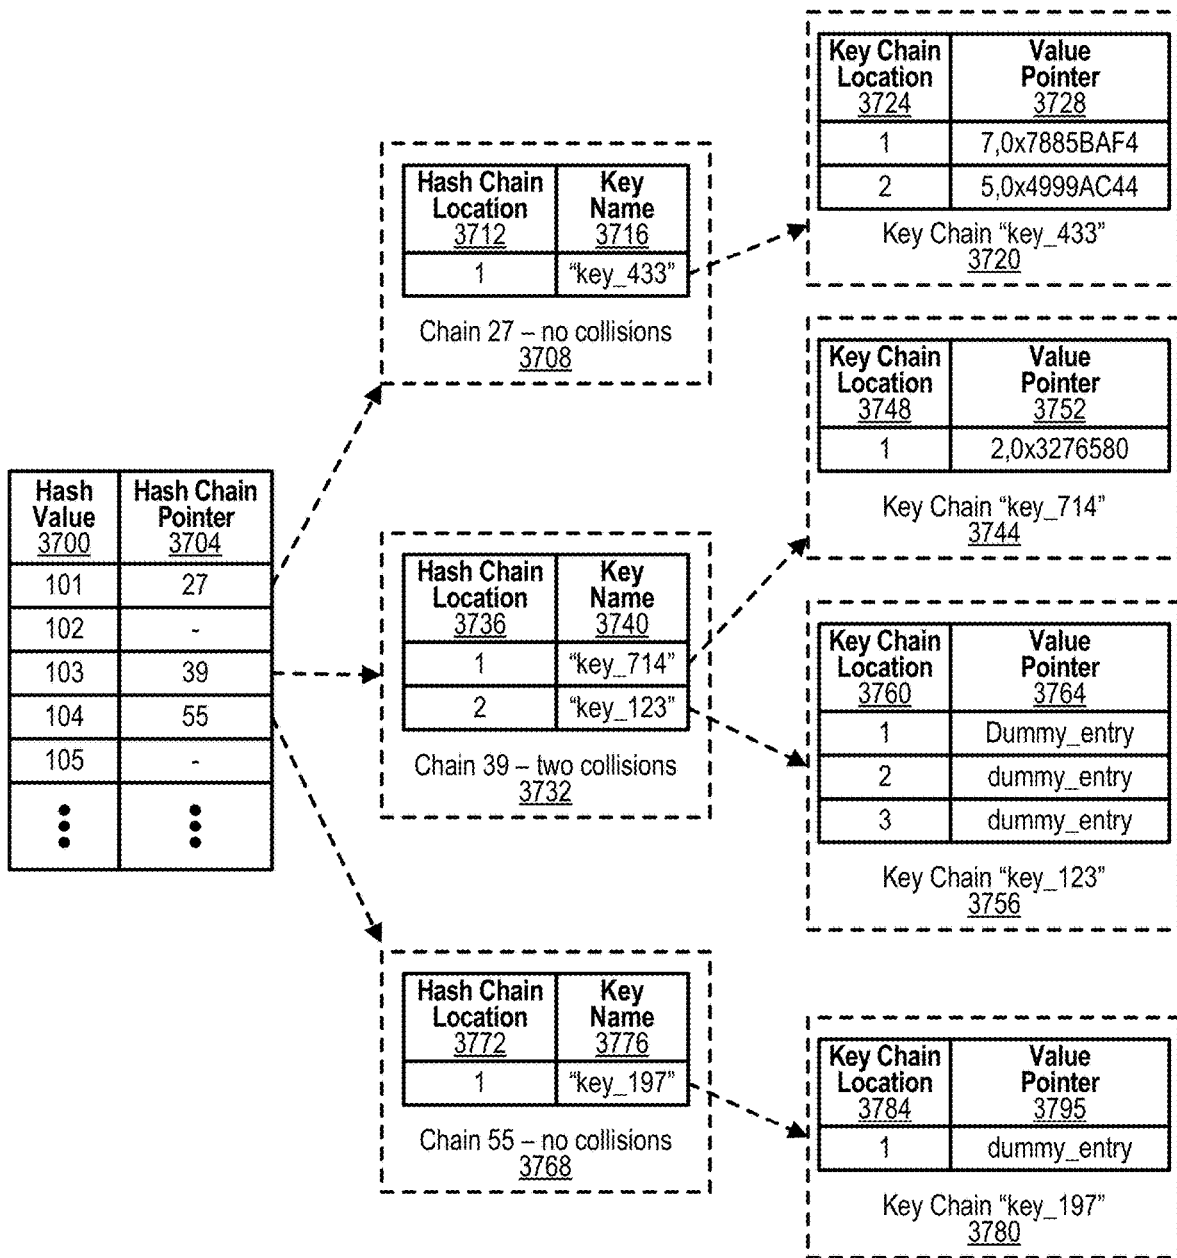 Hash Value 3700 Hash Chain Pointer 3704
101 27
102 -
103 39
104 55
105 -
Hash Chain Location 3712 Key Name 3716
1 "key_433"
Chain 27 – no collisions
3708
Hash Chain Location 3736 Key Name 3740
1 "key_714"
2 "key_123"
Chain 39 – two collisions
3732
Hash Chain Location 3772 Key Name 3776
1 "key_197"
Chain 55 – no collisions
3768
Key Chain Location 3724 Value Pointer 3728
1 7,0x7885BAF4
2 5,0x4999AC44
Key Chain "key_433"
3720
Key Chain Location 3748 Value Pointer 3752
1 2,0x3276580
Key Chain "key_714"
3744
Key Chain Location 3760 Value Pointer 3764
1 Dummy_entry
2 dummy_entry
3 dummy_entry
Key Chain "key_123"
3756
Key Chain Location 3784 Value Pointer 3795
1 dummy_entry
Key Chain "key_197"
3780